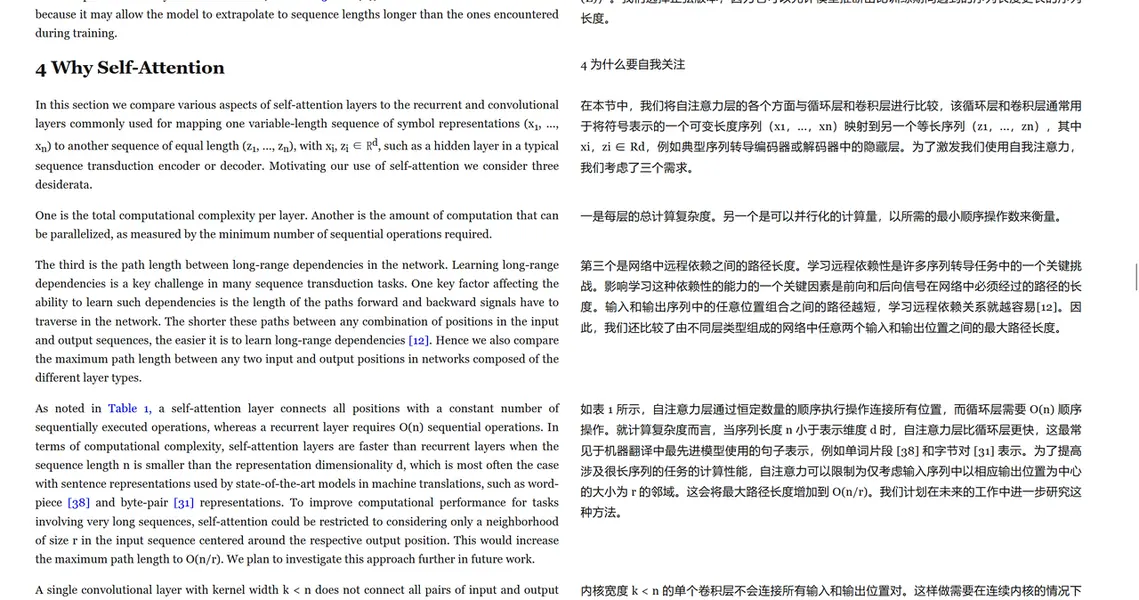 because it may allow the model to extrapolate to sequence lengths longer than the ones encountered
during training.
4 Why Self-Attention
In this section we compare various aspects of self-attention layers to the recurrent and convolutional
layers commonly used for mapping one variable-length sequence of symbol representations (x1, ...,
xn) to another sequence of equal length (z1, ..., zn), with xi, zi ∈ ℝd, such as a hidden layer in a typical
sequence transduction encoder or decoder. Motivating our use of self-attention we consider three
desiderata.
One is the total computational complexity per layer. Another is the amount of computation that can
be parallelized, as measured by the minimum number of sequential operations required.
The third is the path length between long-range dependencies in the network. Learning long-range
dependencies is a key challenge in many sequence transduction tasks. One key factor affecting the
ability to learn such dependencies is the length of the paths forward and backward signals have to
traverse in the network. The shorter these paths between any combination of positions in the input
and output sequences, the easier it is to learn long-range dependencies [12]. Hence we also compare
the maximum path length between any two input and output positions in networks composed of the
different layer types.
As noted in Table 1, a self-attention layer connects all positions with a constant number of
sequentially executed operations, whereas a recurrent layer requires O(n) sequential operations. In
terms of computational complexity, self-attention layers are faster than recurrent layers when the
sequence length n is smaller than the representation dimensionality d, which is most often the case
with sentence representations used by state-of-the-art models in machine translations, such as word-
piece [38] and byte-pair [31] representations. To improve computational performance for tasks
involving very long sequences, self-attention could be restricted to considering only a neighborhood
of size r in the input sequence centered around the respective output position. This would increase
the maximum path length to O(n/r). We plan to investigate this approach further in future work.
A single convolutional layer with kernel width k < n does not connect all pairs of input and output
长度。
4 为什么要自我关注
在本节中，我们将自注意力层的各个方面与循环层和卷积层进行比较，该循环层和卷积层通常用
于将符号表示的一个可变长度序列（x1，...，xn）映射到另一个等长序列（z1，...，zn），其中
xi，zi ∈ Rd，例如典型序列转导编码器或解码器中的隐藏层。为了激发我们使用自我注意力，
我们考虑了三个需求。
一是每层的总计算复杂度。另一个是可以并行化的计算量，以所需的最小顺序操作数来衡量。
第三个是网络中远程依赖之间的路径长度。学习远程依赖性是许多序列转导任务中的一个关键挑
战。影响学习这种依赖性的能力的一个关键因素是前向和后向信号在网络中必须经过的路径的长
度。输入和输出序列中的任意位置组合之间的路径越短，学习远程依赖关系就越容易[12]。因
此，我们还比较了由不同层类型组成的网络中任意两个输入和输出位置之间的最大路径长度。
如表 1 所示，自注意力层通过恒定数量的顺序执行操作连接所有位置，而循环层需要 O(n) 顺序
操作。就计算复杂度而言，当序列长度 n 小于表示维度 d 时，自注意力层比循环层更快，这最常
见于机器翻译中最先进模型使用的句子表示，例如单词片段 [38] 和字节对 [31] 表示。为了提高
涉及很长序列的任务的计算性能，自注意力可以限制为仅考虑输入序列中以相应输出位置为中心
的大小为 r 的邻域。这会将最大路径长度增加到 O(n/r)。我们计划在未来的工作中进一步研究这
种方法。
内核宽度 k < n 的单个卷积层不会连接所有输入和输出位置对。这样做需要在连续内核的情况下